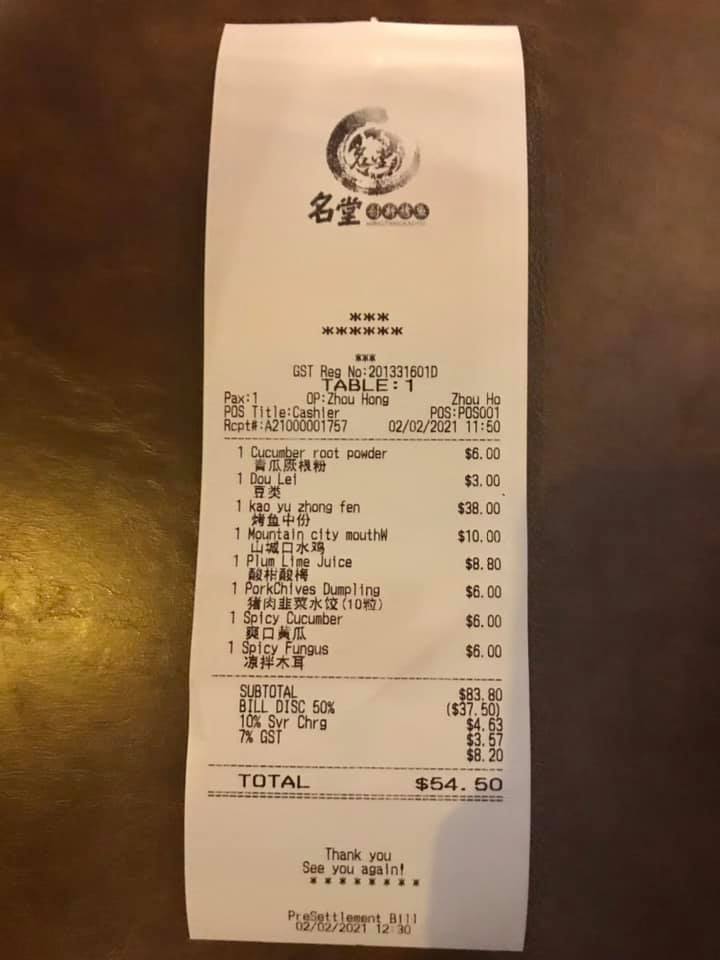 名堂
***
******
***
GST Reg No:201331601D
TABLE: 1
Pax:1 OP:Zhou Hong Zhou Ho
POS Title:Cashier POS:POS001
Rcpt#:A21000001757 02/02/2021 11:50
1 Cucumber root powder $6.00
青瓜蕨根粉
1 Dou Lei $3.00
豆类
1 kao yu zhong fen $38.00
烤鱼中份
1 Mountain city mouthW $10.00
山城口水鸡
1 Plum Lime Juice $8.80
酸柑酸梅
1 PorkChives Dumpling $6.00
猪肉韭菜水饺(10粒)
1 Spicy Cucumber $6.00
爽口黄瓜
1 Spicy Fungus $6.00
凉拌木耳
SUBTOTAL $83.80
BILL DISC 50% ($37.50)
10% Svr Chrg $4.63
7% GST $3.57
$8.20
TOTAL $54.50
Thank you
See you again!
* * * * * * * *
PreSettlement Bill
02/02/2021 12:30